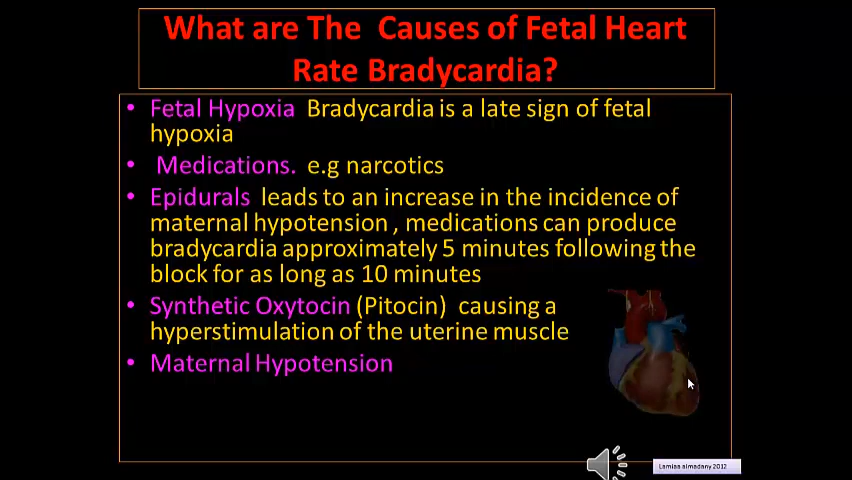 What are The Causes of Fetal Heart
Rate Bradycardia?
• Fetal Hypoxia Bradycardia is a late sign of fetal
hypoxia
• Medications. e.g narcotics
• Epidurals leads to an increase in the incidence of
maternal hypotension , medications can produce
bradycardia approximately 5 minutes following the
block for as long as 10 minutes
• Synthetic Oxytocin (Pitocin) causing a
hyperstimulation of the uterine muscle
• Maternal Hypotension
Lamiaa almadany 2012